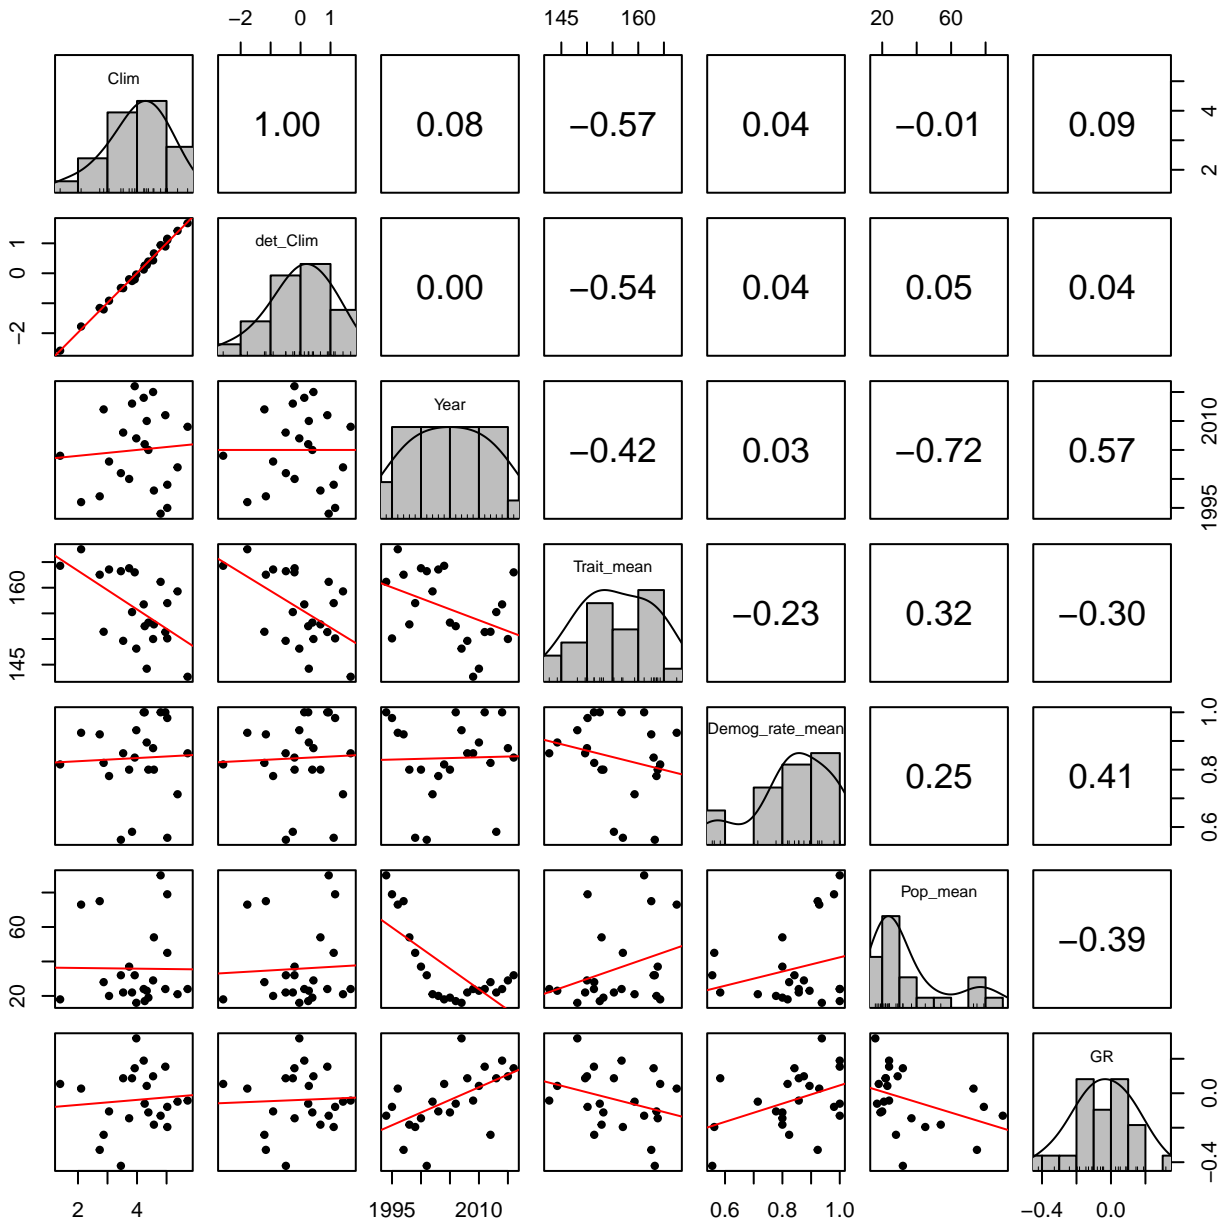 −2 0 1 145 160 20 60
Clim 1.00 0.08 −0.57 0.04 −0.01 0.09 2 4
−2 0 1 det_Clim 0.00 −0.54 0.04 0.05 0.04
Year −0.42 0.03 −0.72 0.57 1995 2010
145 160 Trait_mean −0.23 0.32 −0.30
Demog_rate_mean 0.25 0.41 0.6 0.8 1.0
20 60 Pop_mean −0.39
GR −0.4 0.0
2 4 1995 2010 0.6 0.8 1.0 −0.4 0.0